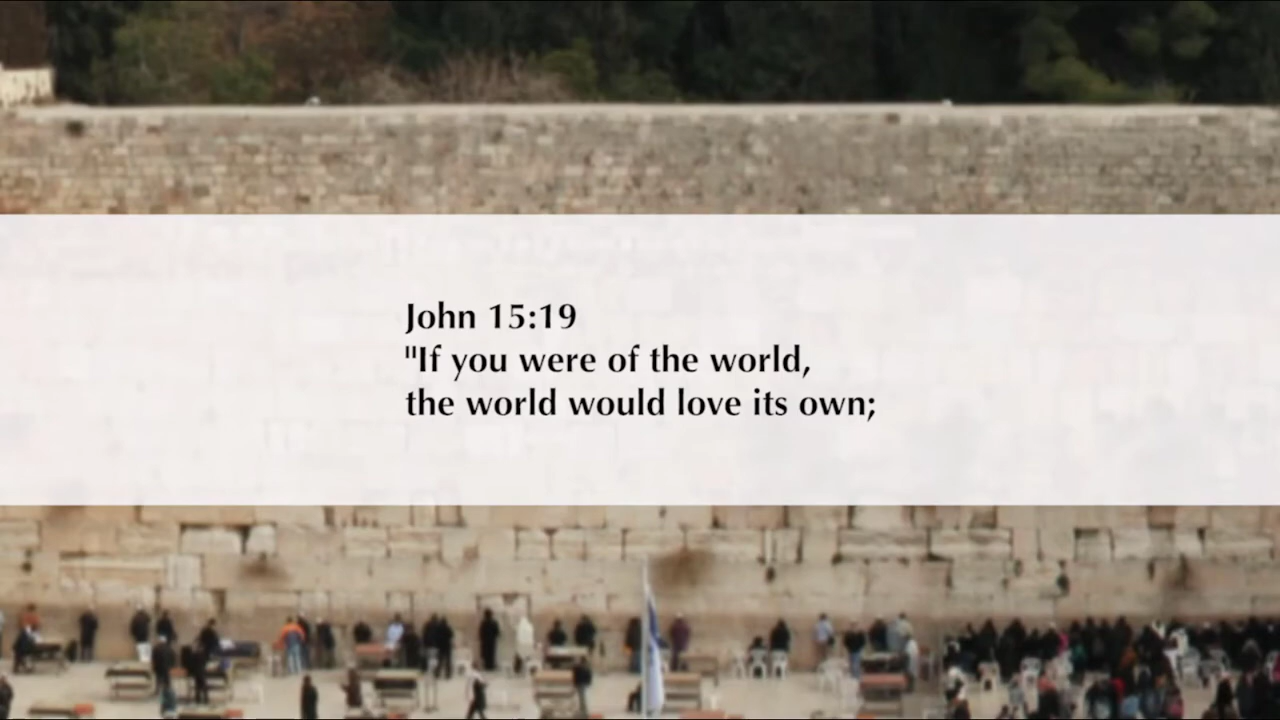 John 15:19
"If you were of the world,
the world would love its own;